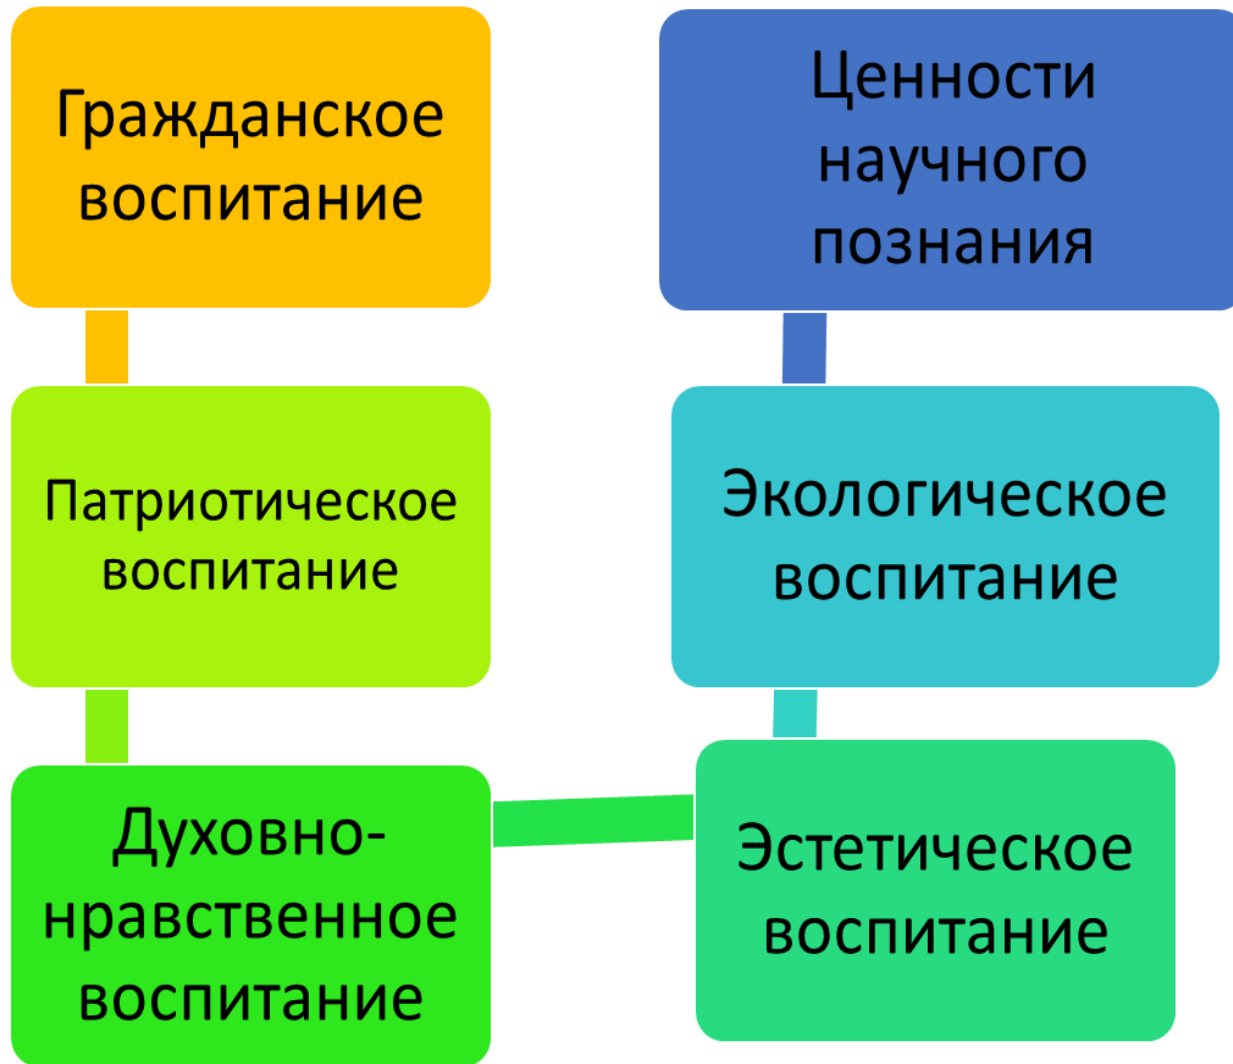 Гражданское
воспитание
Патриотическое
воспитание
Духовно-
нравственное
воспитание
Эстетическое
воспитание
Экологическое
воспитание
Ценности
научного
познания